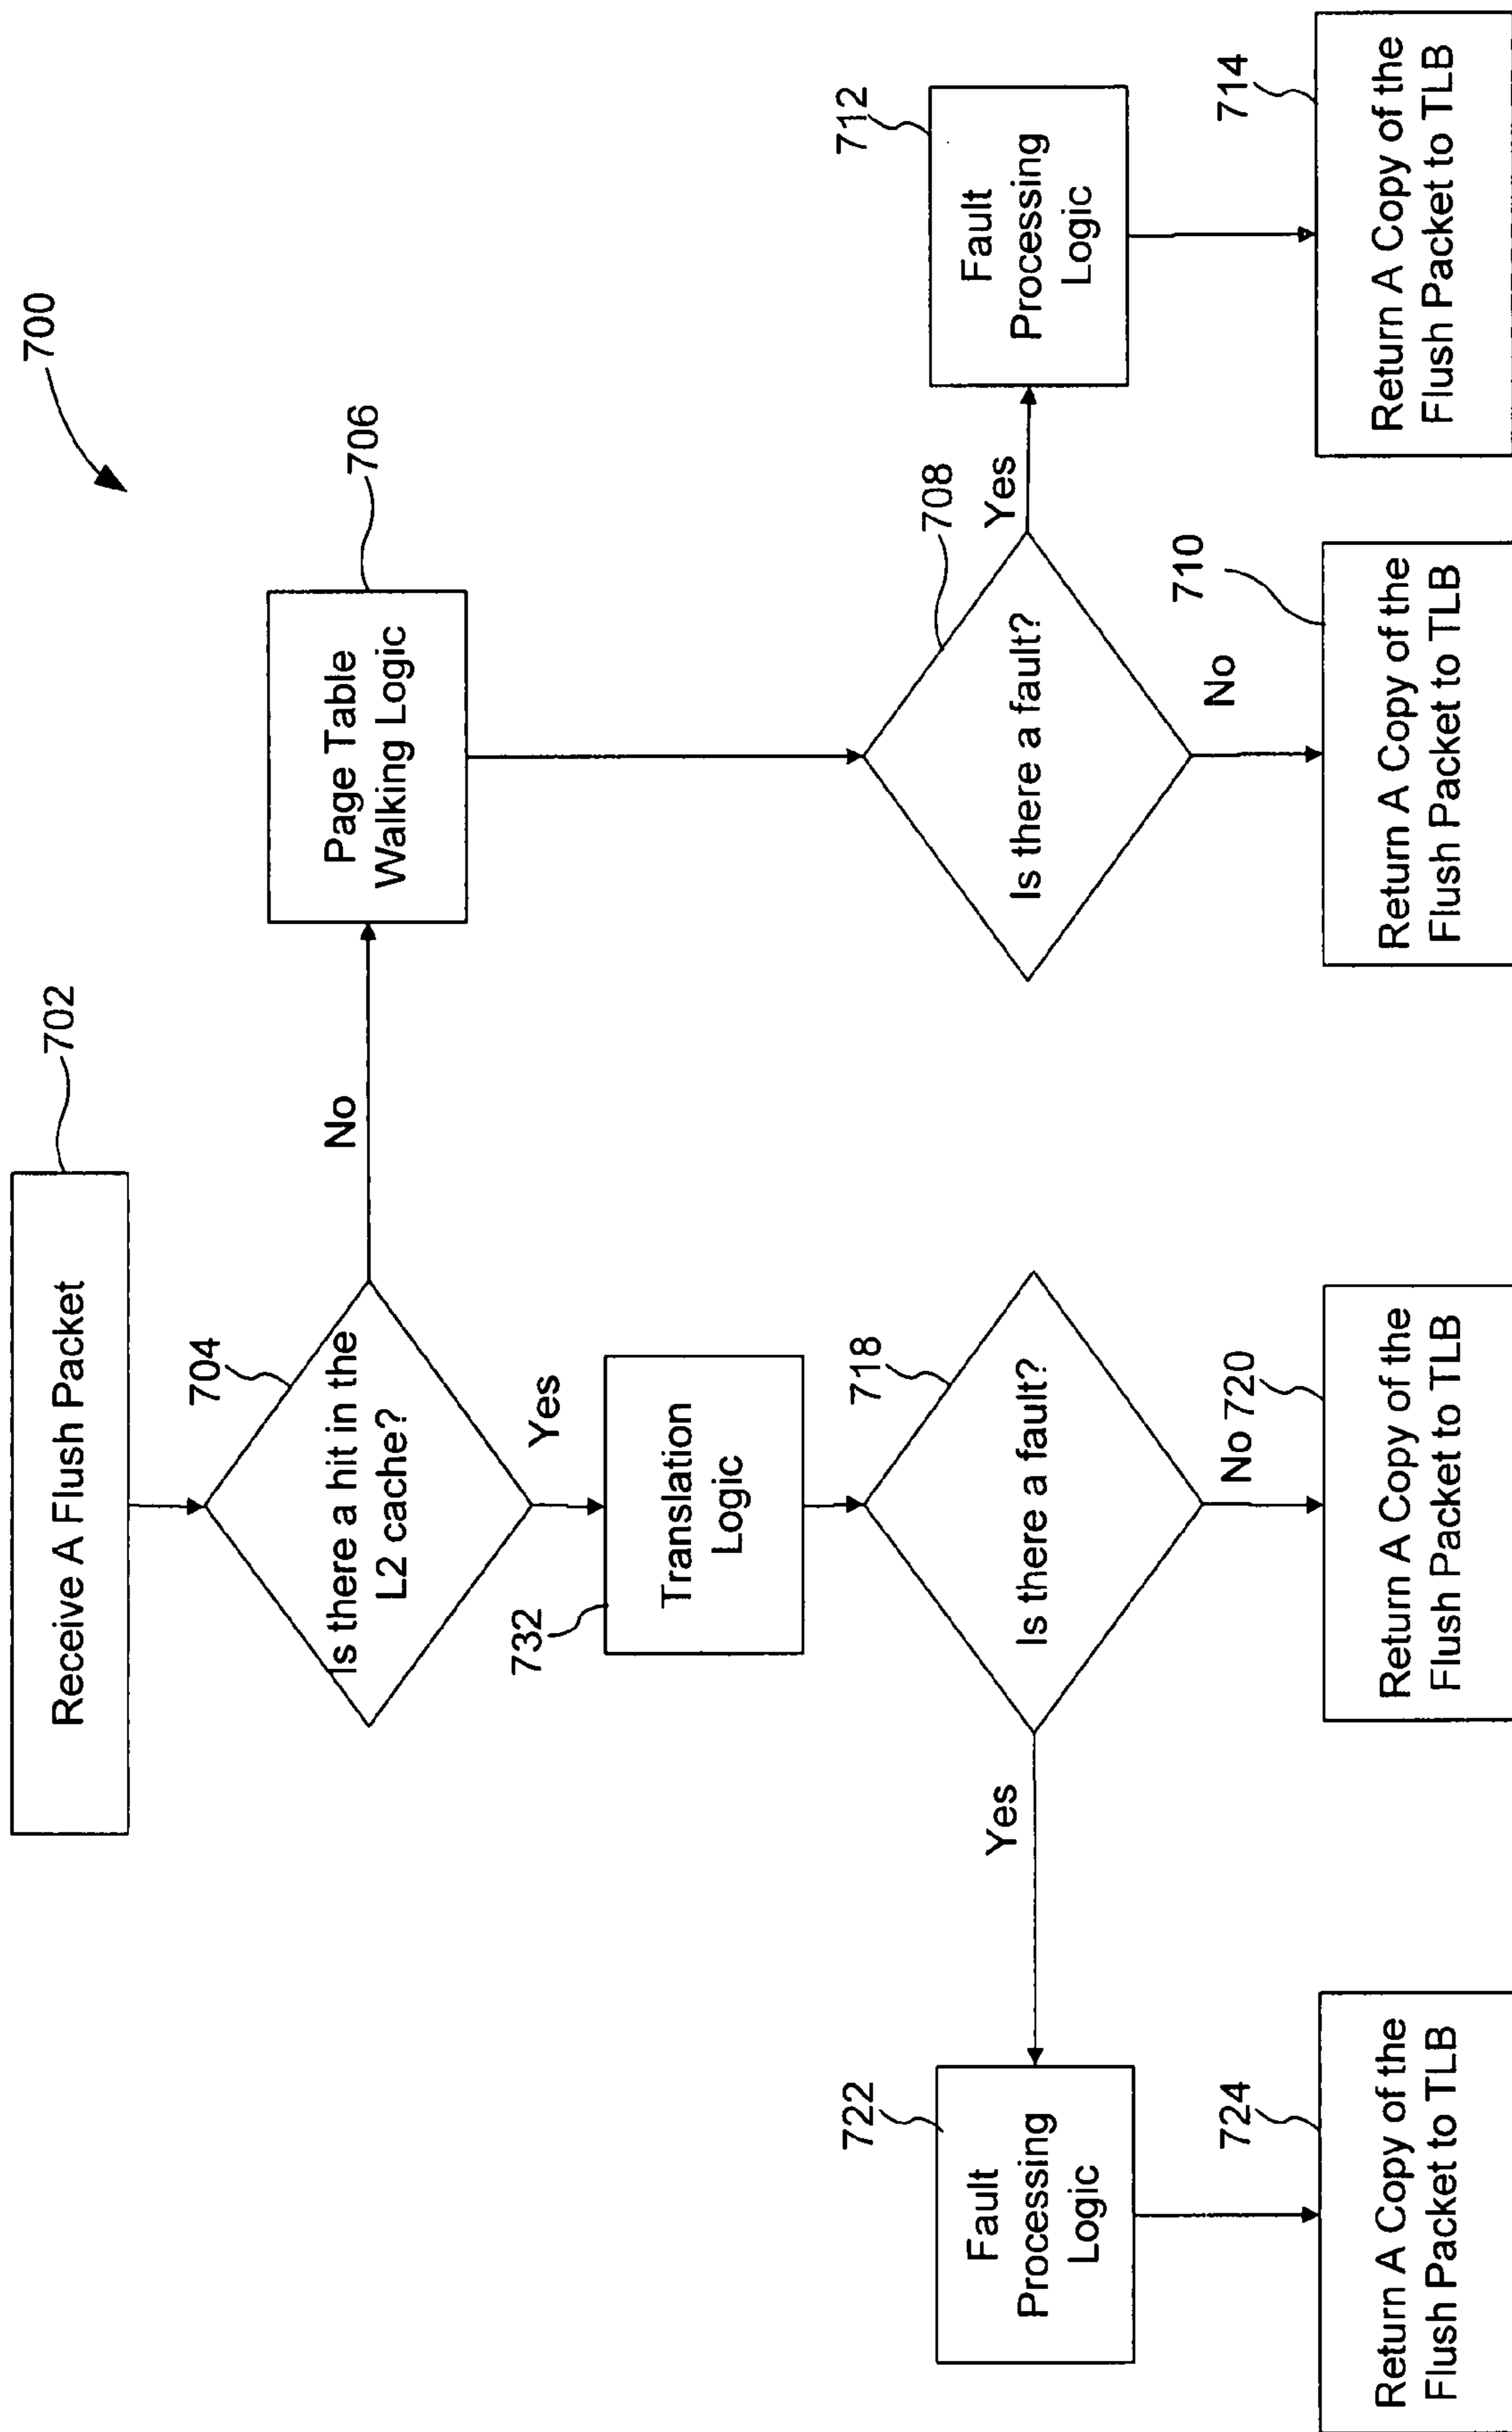 700
702
Receive A Flush Packet
704
Is there a hit in the
L2 cache?
No
Yes
706
Page Table
Walking Logic
732
Translation
Logic
718
Is there a fault?
Yes
No
720
Return A Copy of the
Flush Packet to TLB
722
Fault
Processing
Logic
724
Return A Copy of the
Flush Packet to TLB
708
Is there a fault?
Yes
No
710
Return A Copy of the
Flush Packet to TLB
712
Fault
Processing
Logic
714
Return A Copy of the
Flush Packet to TLB